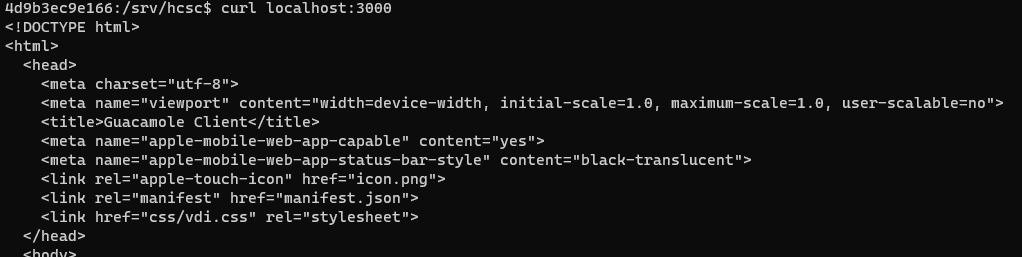 4d9b3ec9e166:/srv/hcsc$ curl localhost:3000
<!DOCTYPE html>
<html>
  <head>
    <meta charset="utf-8">
    <meta name="viewport" content="width=device-width, initial-scale=1.0, maximum-scale=1.0, user-scalable=no">
    <title>Guacamole Client</title>
    <meta name="apple-mobile-web-app-capable" content="yes">
    <meta name="apple-mobile-web-app-status-bar-style" content="black-translucent">
    <link rel="apple-touch-icon" href="icon.png">
    <link rel="manifest" href="manifest.json">
    <link href="css/vdi.css" rel="stylesheet">
  </head>
  <body>